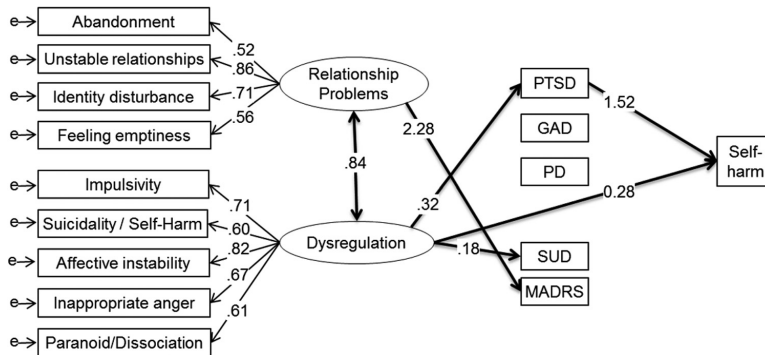 e
Abandonment
e
Unstable relationships
e
Identity disturbance
e
Feeling emptiness
.52
.86
.71
.56
Relationship
Problems
e
Impulsivity
e
Suicidality / Self-Harm
e
Affective instability
e
Inappropriate anger
e
Paranoid/Dissociation
.71
.60
.82
.67
.61
Dysregulation
.84
2.28
.32
.18
PTSD
GAD
PD
SUD
MADRS
1.52
0.28
Self-
harm